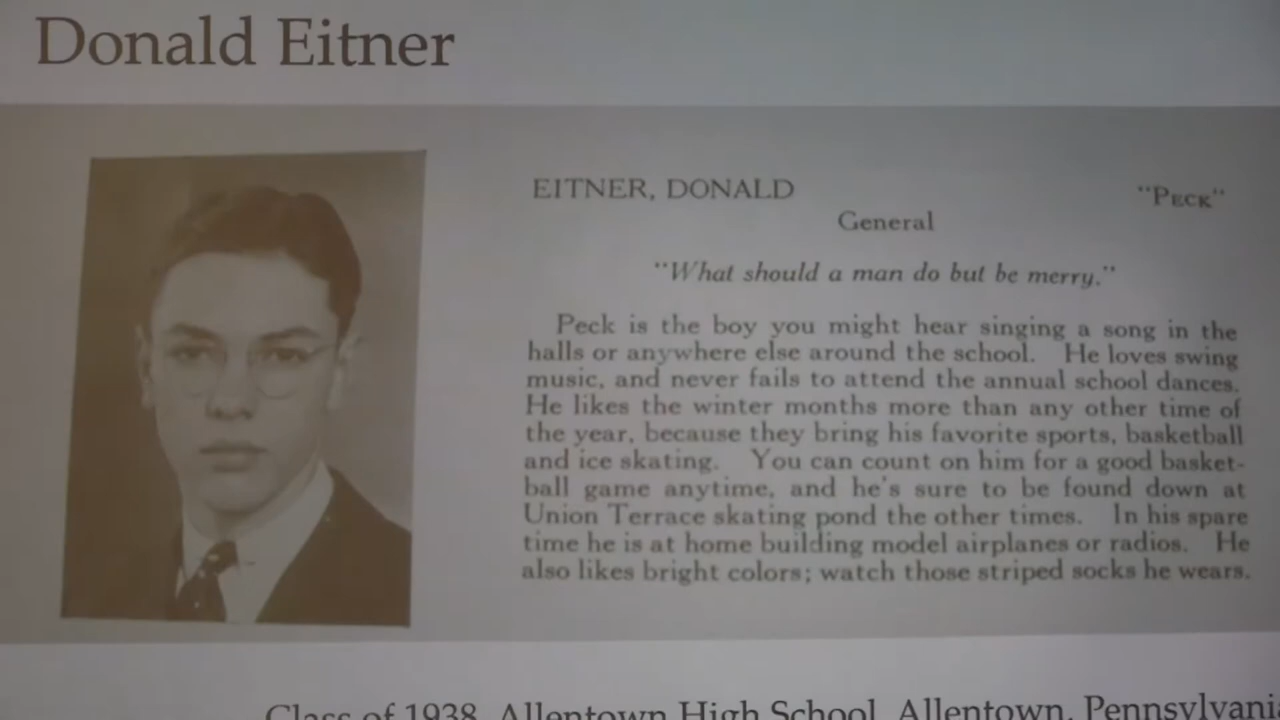 Donald Eitner
EITNER, DONALD "PECK"
General
"What should a man do but be merry."
Peck is the boy you might hear singing a song in the
halls or anywhere else around the school. He loves swing
music, and never fails to attend the annual school dances.
He likes the winter months more than any other time of
the year, because they bring his favorite sports, basketball
and ice skating. You can count on him for a good basket-
ball game anytime, and he's sure to be found down at
Union Terrace skating pond the other times. In his spare
time he is at home building model airplanes or radios. He
also likes bright colors; watch those striped socks he wears.
Class of 1938, Allentown High School, Allentown, Pennsylvani